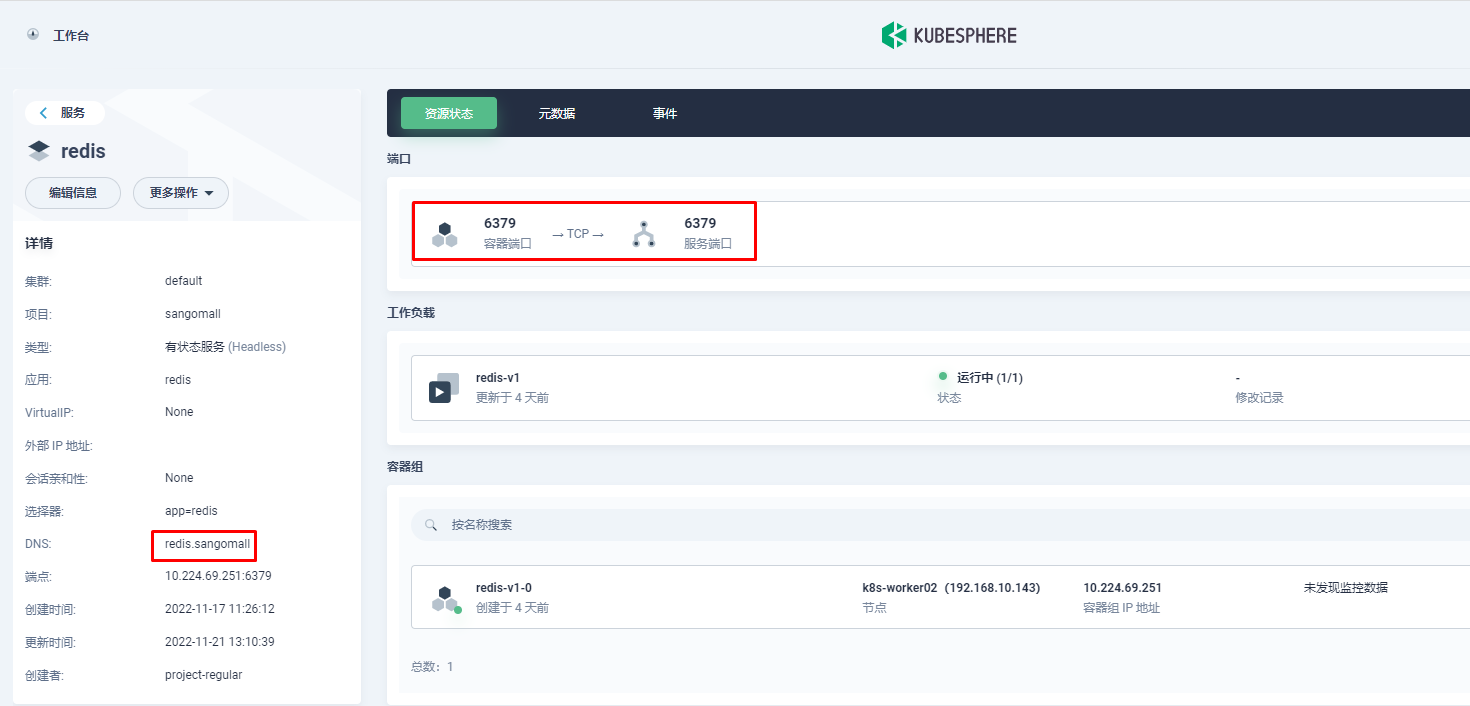 工作台
KUBESPHERE
服务
redis
编辑信息
更多操作
详情
集群: default
项目: sangomall
类型: 有状态服务 (Headless)
应用: redis
VirtualIP: None
外部 IP 地址:
会话亲和性: None
选择器: app=redis
DNS: redis.sangomall
端点: 10.224.69.251:6379
创建时间: 2022-11-17 11:26:12
更新时间: 2022-11-21 13:10:39
创建者: project-regular
资源状态 元数据 事件
端口
6379 → TCP → 6379
容器端口 服务端口
工作负载
redis-v1 运行中 (1/1) -
更新于 4 天前 状态 修改记录
容器组
按名称搜索
redis-v1-0 k8s-worker02 (192.168.10.143) 10.224.69.251 未发现监控数据
创建于 4 天前 节点 容器组 IP 地址
总数: 1